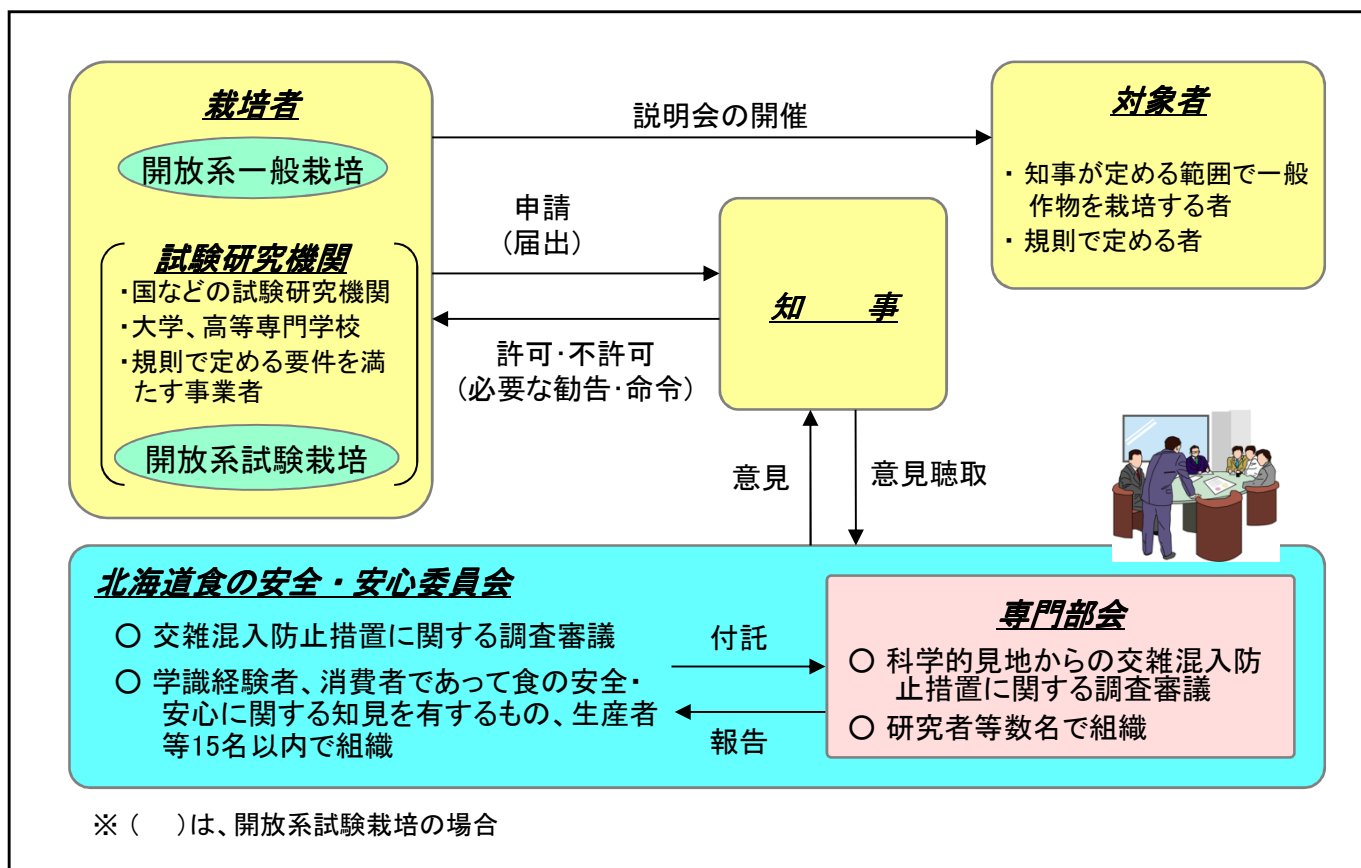 栽培者
開放系一般栽培
試験研究機関
・国などの試験研究機関
・大学、高等専門学校
・規則で定める要件を満
たす事業者
開放系試験栽培
説明会の開催
対象者
・ 知事が定める範囲で一般
作物を栽培する者
・ 規則で定める者
申請
(届出)
知　事
許可・不許可
(必要な勧告・命令)
意見
意見聴取
北海道食の安全・安心委員会
○ 交雑混入防止措置に関する調査審議
○ 学識経験者、消費者であって食の安全・
安心に関する知見を有するもの、生産者
等15名以内で組織
付託
報告
専門部会
○ 科学的見地からの交雑混入防
止措置に関する調査審議
○ 研究者等数名で組織
※ (　)は、開放系試験栽培の場合